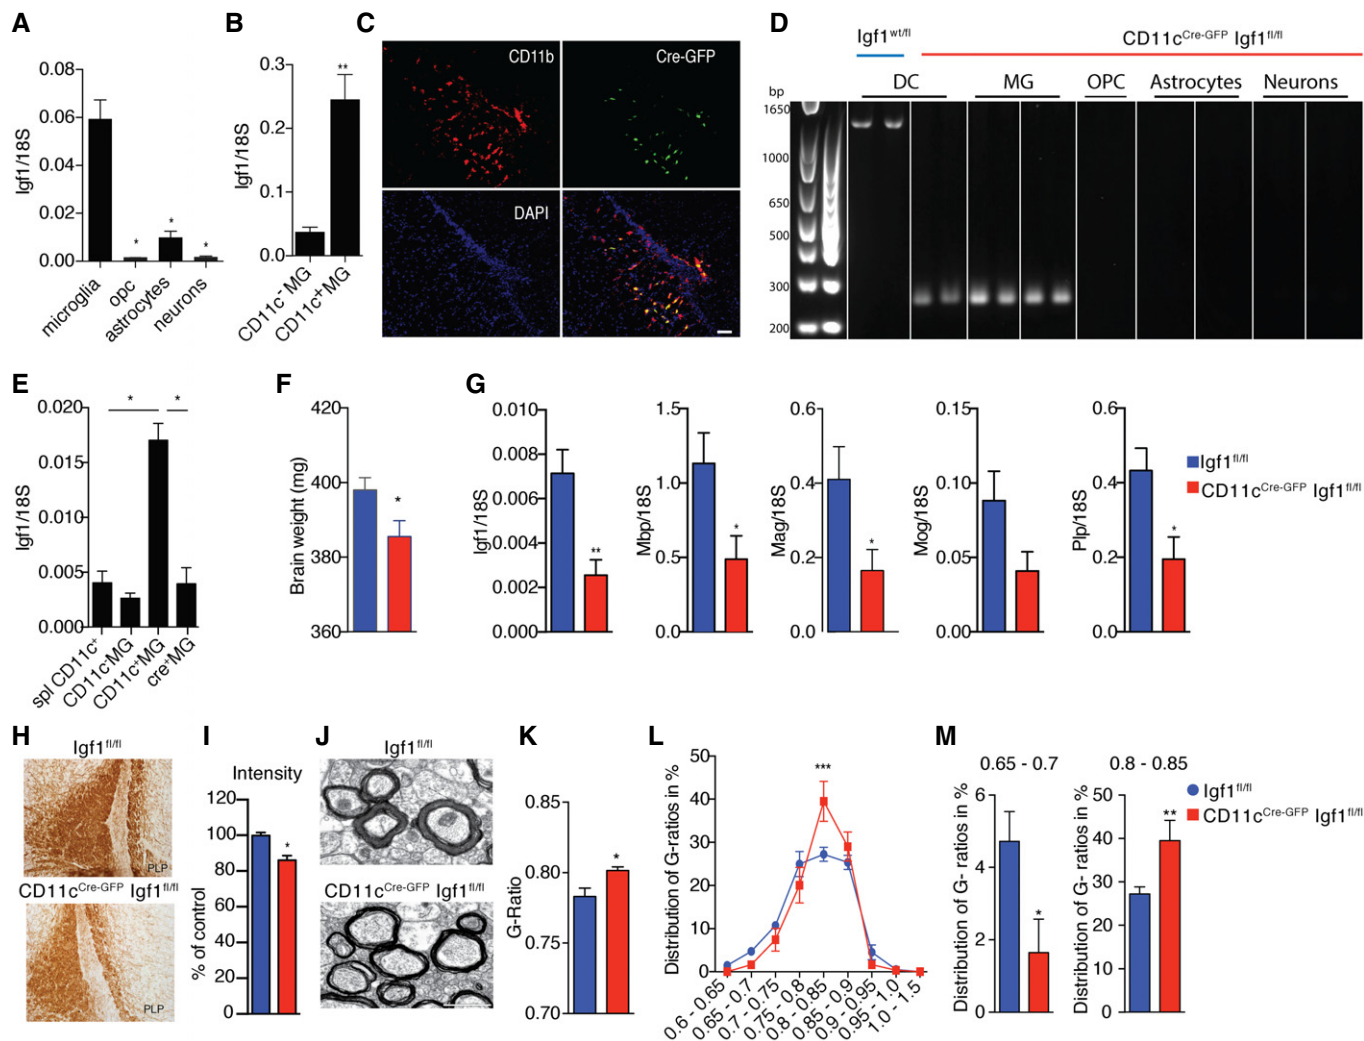 A
Igf1/18S
0.08
0.06
0.04
0.02
0.00
*
*
*
microglia
opc
astrocytes
neurons
B
Igf1/18S
0.3
0.2
0.1
0.0
**
CD11c⁻MG
CD11c⁺MG
C
CD11b
Cre-GFP
DAPI
D
Igf1wt/fl
CD11cCre-GFP Igf1fl/fl
DC
MG
OPC
Astrocytes
Neurons
bp
1650
1000
650
500
300
200
E
Igf1/18S
0.020
0.015
0.010
0.005
0.000
*
*
spl CD11c⁺
CD11c⁻MG
CD11c⁺MG
cre⁺MG
F
Brain weight (mg)
420
400
380
360
*
G
Igf1/18S
0.010
0.008
0.006
0.004
0.002
0.000
**
Mbp/18S
1.5
1.0
0.5
0.0
*
Mag/18S
0.6
0.4
0.2
0.0
*
Mog/18S
0.15
0.10
0.05
0.00
Plp/18S
0.6
0.4
0.2
0.0
*
Igf1fl/fl
CD11cCre-GFP Igf1fl/fl
H
Igf1fl/fl
PLP
CD11cCre-GFP Igf1fl/fl
PLP
I
Intensity
% of control
120
100
80
60
40
20
0
*
J
Igf1fl/fl
CD11cCre-GFP Igf1fl/fl
K
G-Ratio
0.85
0.80
0.75
0.70
*
L
Distribution of G-ratios in %
50
40
30
20
10
0
***
0.6 - 0.65
0.65 - 0.7
0.7 - 0.75
0.75 - 0.8
0.8 - 0.85
0.85 - 0.9
0.9 - 0.95
0.95 - 1.0
1.0 - 1.5
M
0.65 - 0.7
Distribution of G- ratios in %
6
4
2
0
*
0.8 - 0.85
Distribution of G- ratios in %
50
40
30
20
10
0
**
Igf1fl/fl
CD11cCre-GFP Igf1fl/fl